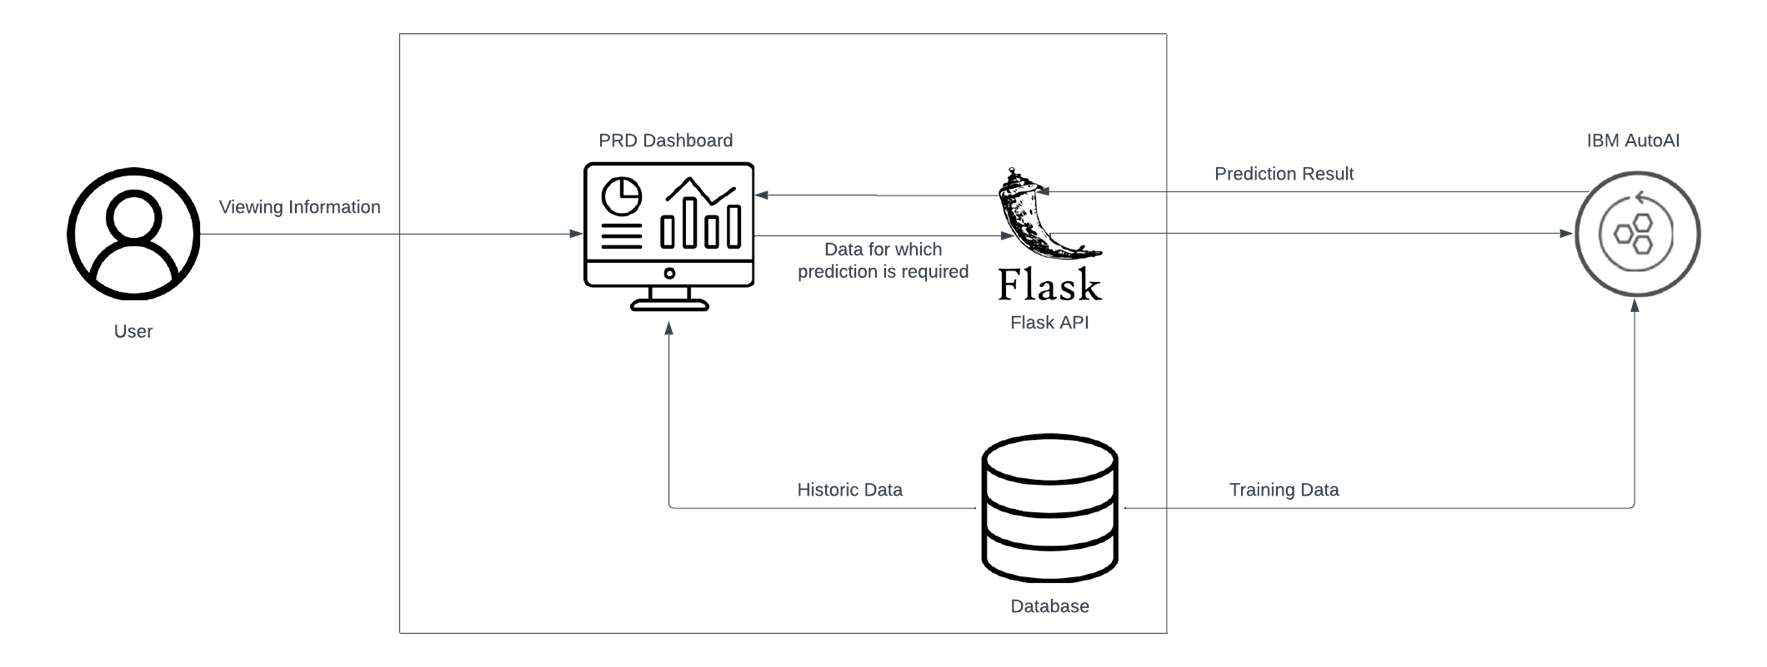 PRD Dashboard
IBM AutoAI
Prediction Result
Viewing Information
Data for which
prediction is required
Flask
Flask API
User
Historic Data
Training Data
Database